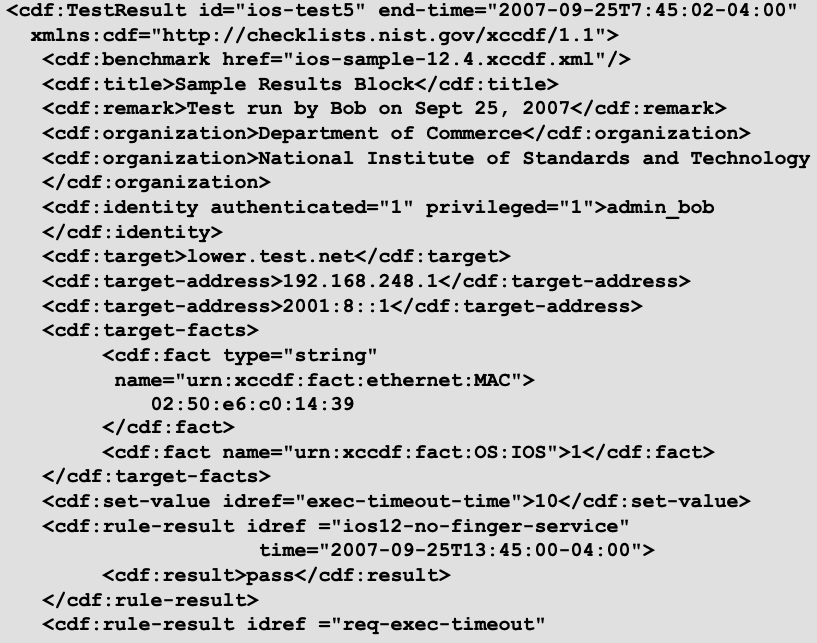 <cdf:TestResult id="ios-test5" end-time="2007-09-25T7:45:02-04:00"
xmlns:cdf="http://checklists.nist.gov/xccdf/1.1">
<cdf:benchmark href="ios-sample-12.4.xccdf.xml"/>
<cdf:title>Sample Results Block</cdf:title>
<cdf:remark>Test run by Bob on Sept 25, 2007</cdf:remark>
<cdf:organization>Department of Commerce</cdf:organization>
<cdf:organization>National Institute of Standards and Technology
</cdf:organization>
<cdf:identity authenticated="1" privileged="1">admin_bob
</cdf:identity>
<cdf:target>lower.test.net</cdf:target>
<cdf:target-address>192.168.248.1</cdf:target-address>
<cdf:target-address>2001:8::1</cdf:target-address>
<cdf:target-facts>
<cdf:fact type="string"
name="urn:xccdf:fact:ethernet:MAC">
02:50:e6:c0:14:39
</cdf:fact>
<cdf:fact name="urn:xccdf:fact:OS:IOS">1</cdf:fact>
</cdf:target-facts>
<cdf:set-value idref="exec-timeout-time">10</cdf:set-value>
<cdf:rule-result idref ="ios12-no-finger-service"
time="2007-09-25T13:45:00-04:00">
<cdf:result>pass</cdf:result>
</cdf:rule-result>
<cdf:rule-result idref ="req-exec-timeout"